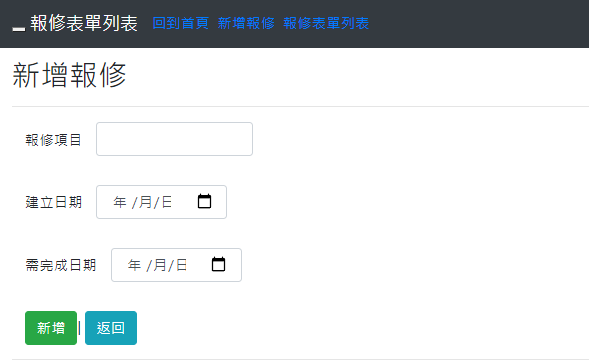 報修表單列表 回到首頁 新增報修 報修表單列表
新增報修
報修項目
建立日期 年 /月/日
需完成日期 年 /月/日
新增 | 返回